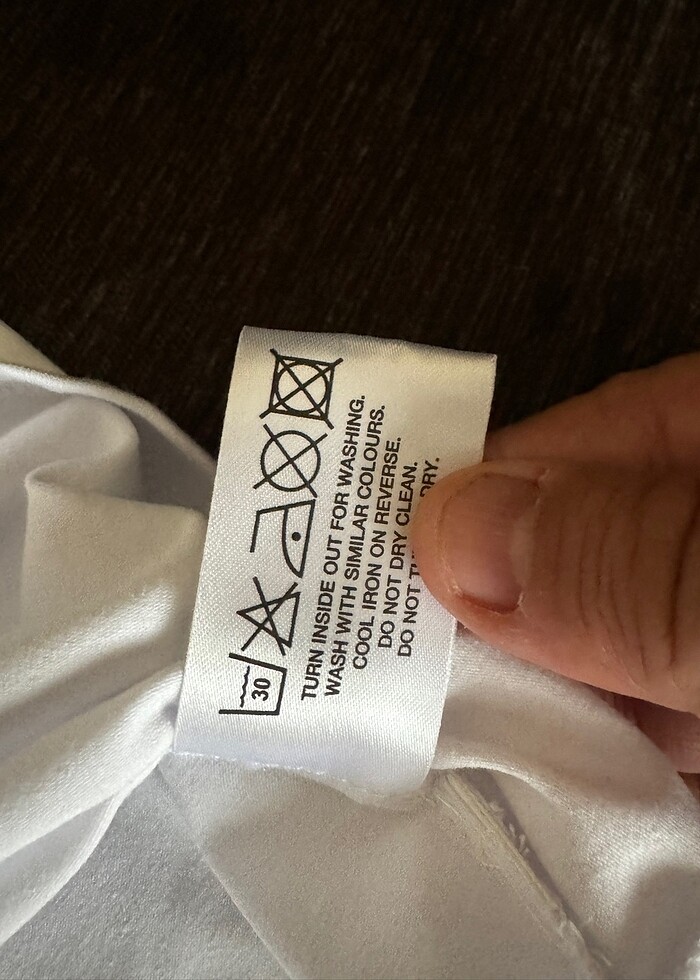 30
TURN INSIDE OUT FOR WASHING.
WASH WITH SIMILAR COLOURS.
COOL IRON ON REVERSE.
DO NOT DRY CLEAN.
DO NOT DRY.